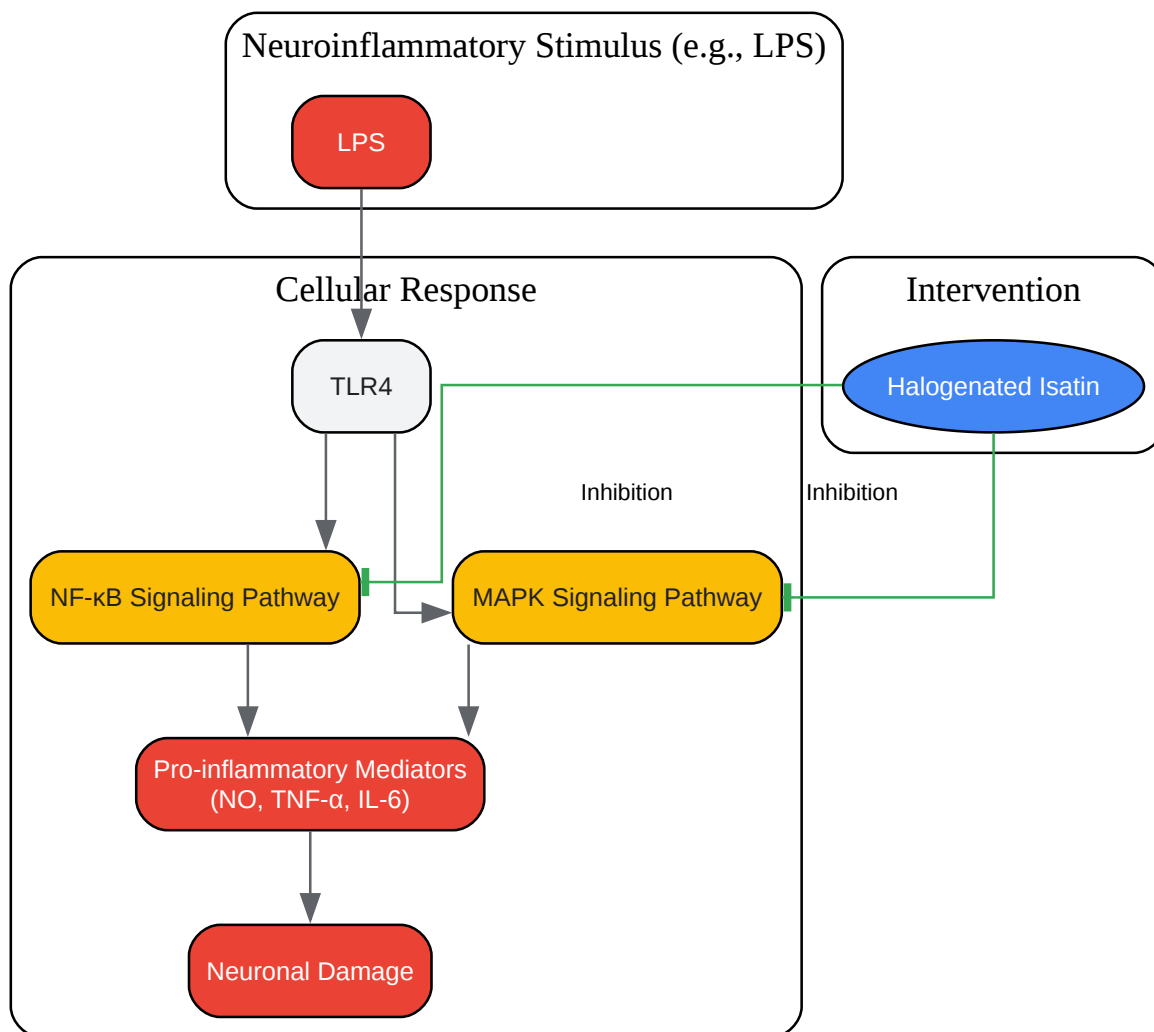 Neuroinflammatory Stimulus (e.g., LPS)
LPS
Cellular Response
Intervention
TLR4
Halogenated Isatin
Inhibition
Inhibition
NF-κB Signaling Pathway
MAPK Signaling Pathway
Pro-inflammatory Mediators
(NO, TNF-α, IL-6)
Neuronal Damage